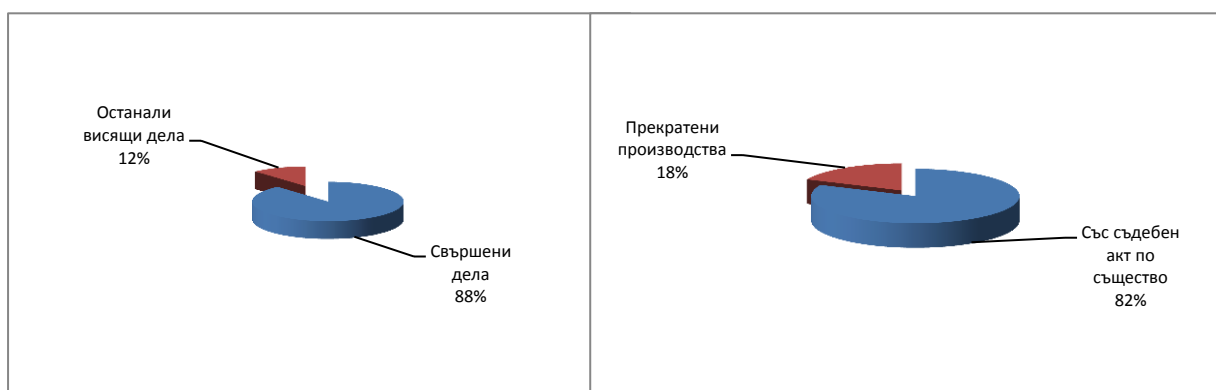 Останали
висящи дела
12%
Свършени
дела
88%
Прекратени
производства
18%
Със съдебен
акт по
същество
82%